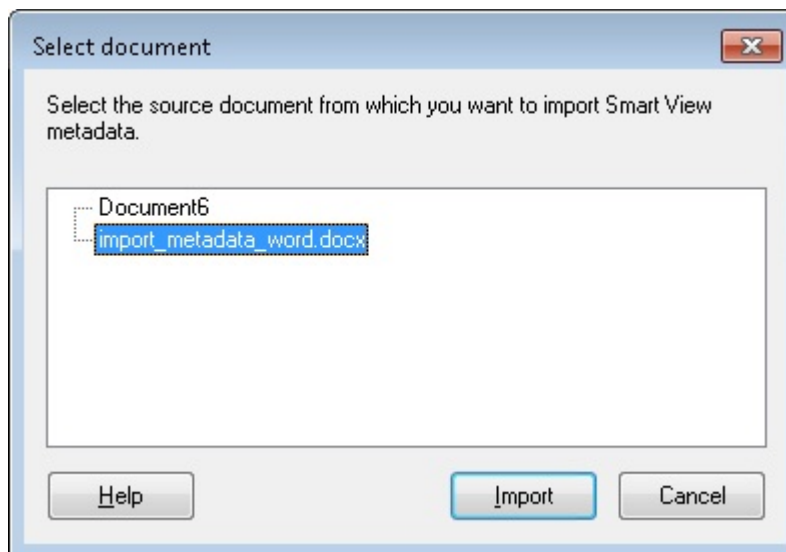 Select document
Select the source document from which you want to import Smart View
metadata.
Document6
import_metadata_word.docx
Help
Import
Cancel